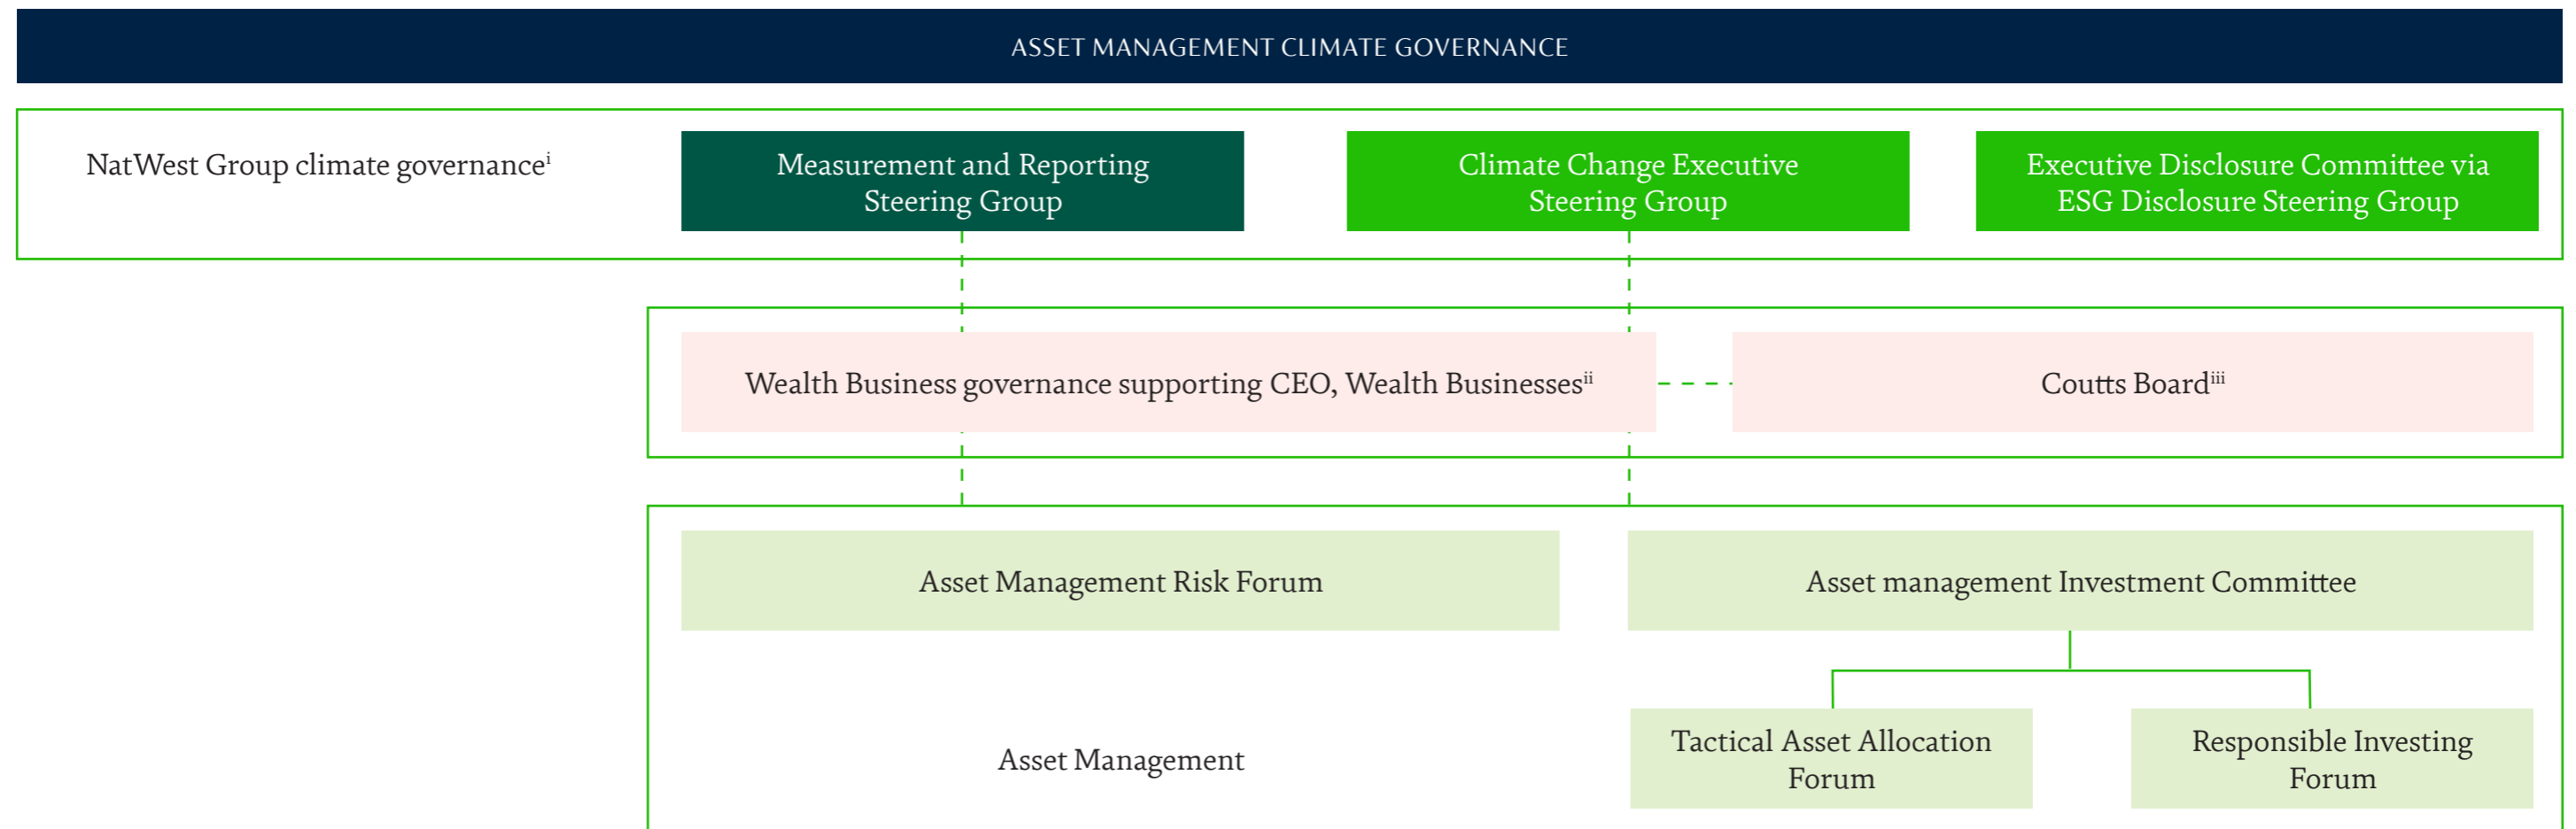 ASSET MANAGEMENT CLIMATE GOVERNANCE
NatWest Group climate governanceⁱ
Measurement and Reporting
Steering Group
Climate Change Executive
Steering Group
Executive Disclosure Committee via
ESG Disclosure Steering Group
Wealth Business governance supporting CEO, Wealth Businessesⁱⁱ
Coutts Boardⁱⁱⁱ
Asset Management Risk Forum
Asset management Investment Committee
Asset Management
Tactical Asset Allocation
Forum
Responsible Investing
Forum